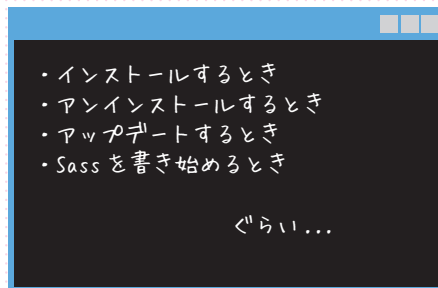 ・インストールするとき
・アンインストールするとき
・アップデートするとき
・Sassを書き始めるとき
ぐらい...